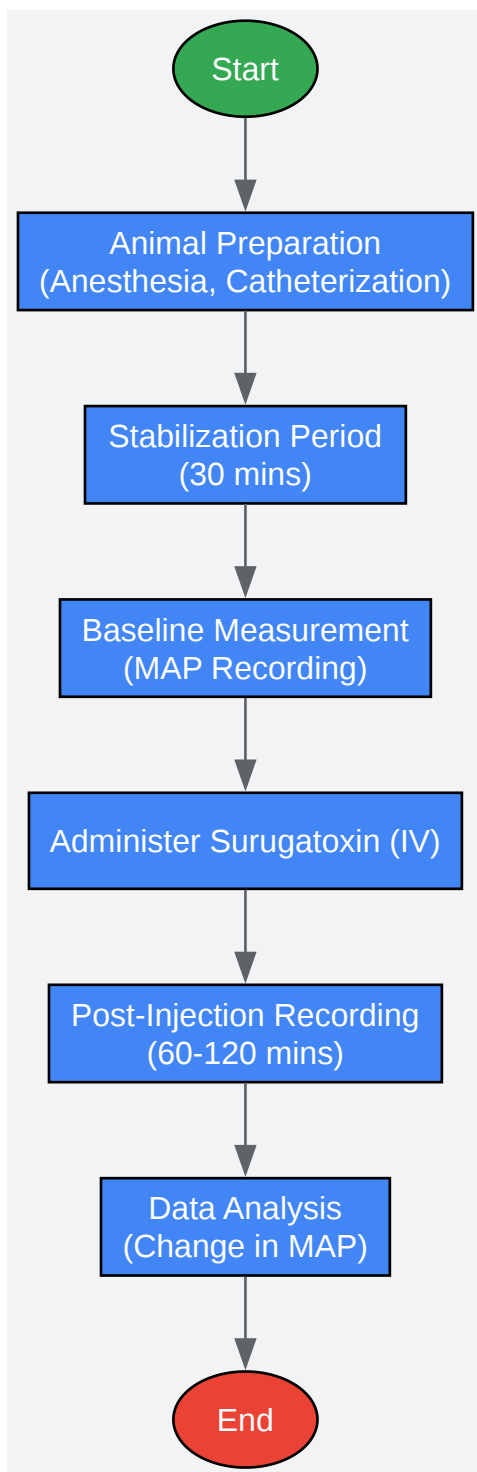 Start
Animal Preparation
(Anesthesia, Catheterization)
Stabilization Period
(30 mins)
Baseline Measurement
(MAP Recording)
Administer Surugatoxin (IV)
Post-Injection Recording
(60-120 mins)
Data Analysis
(Change in MAP)
End